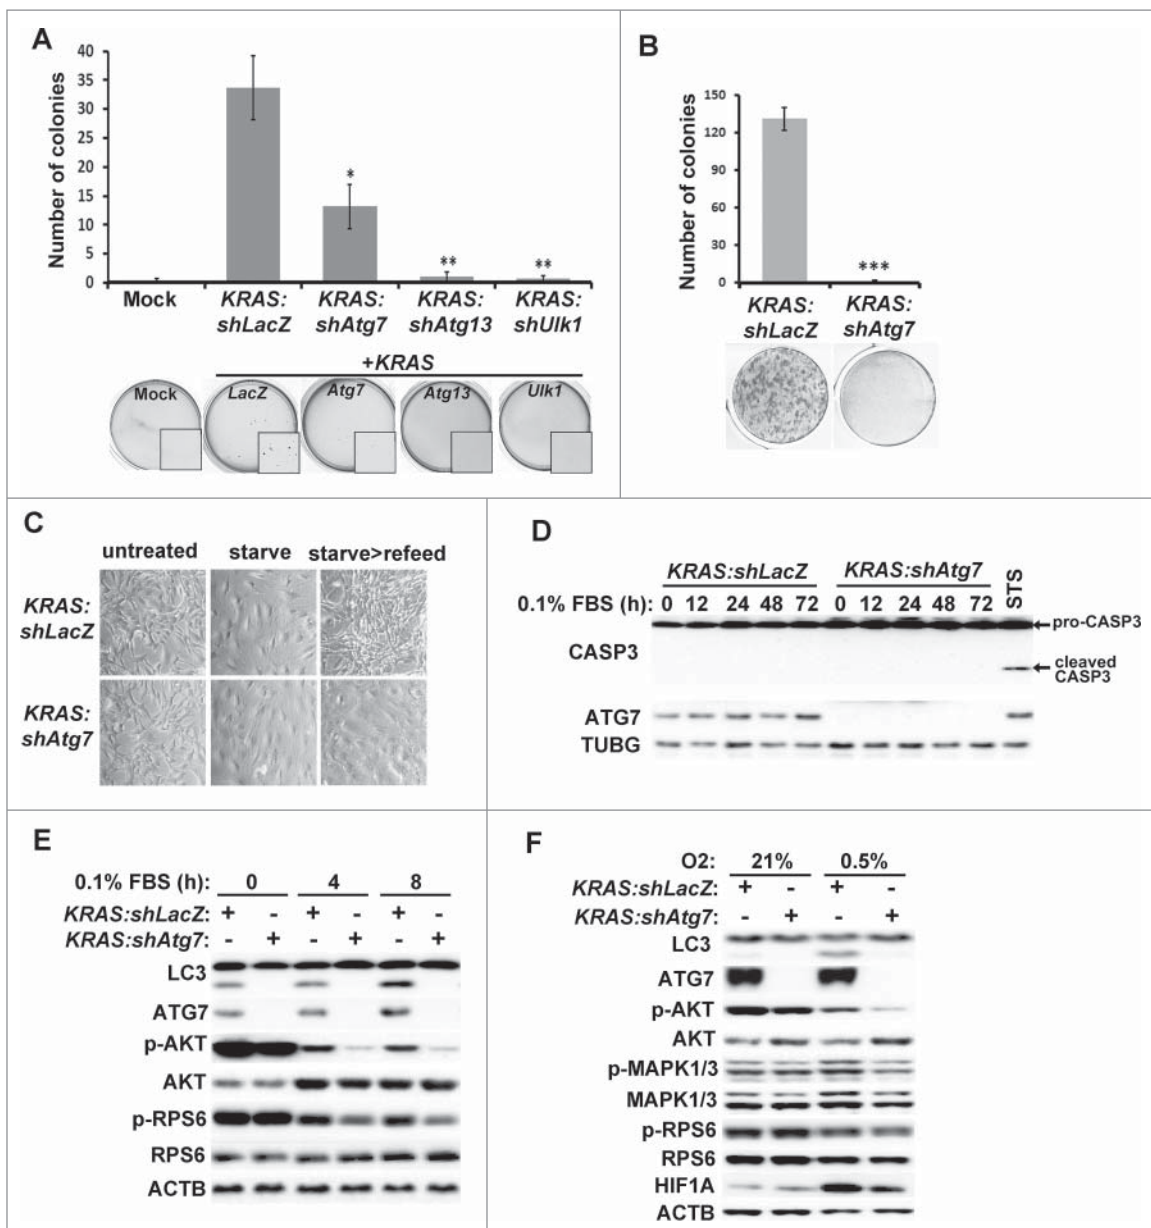 A
Number of colonies
40
35
30
25
20
15
10
5
0
*
**
**
Mock
KRAS: KRAS: KRAS: KRAS:
shLacZ shAtg7 shAtg13 shUlk1
+KRAS
Mock LacZ Atg7 Atg13 Ulk1
B
Number of colonies
150
120
90
60
30
0
***
KRAS: KRAS:
shLacZ shAtg7
C
untreated starve starve>refeed
KRAS:
shLacZ
KRAS:
shAtg7
D
KRAS:shLacZ KRAS:shAtg7 STS
0.1% FBS (h): 0 12 24 48 72 0 12 24 48 72
pro-CASP3
CASP3
cleaved
CASP3
ATG7
TUBG
E
0.1% FBS (h): 0 4 8
KRAS:shLacZ: + - + - + -
KRAS:shAtg7: - + - + - +
LC3
ATG7
p-AKT
AKT
p-RPS6
RPS6
ACTB
F
O2: 21% 0.5%
KRAS:shLacZ: + - + -
KRAS:shAtg7: - + - +
LC3
ATG7
p-AKT
AKT
p-MAPK1/3
MAPK1/3
p-RPS6
RPS6
HIF1A
ACTB